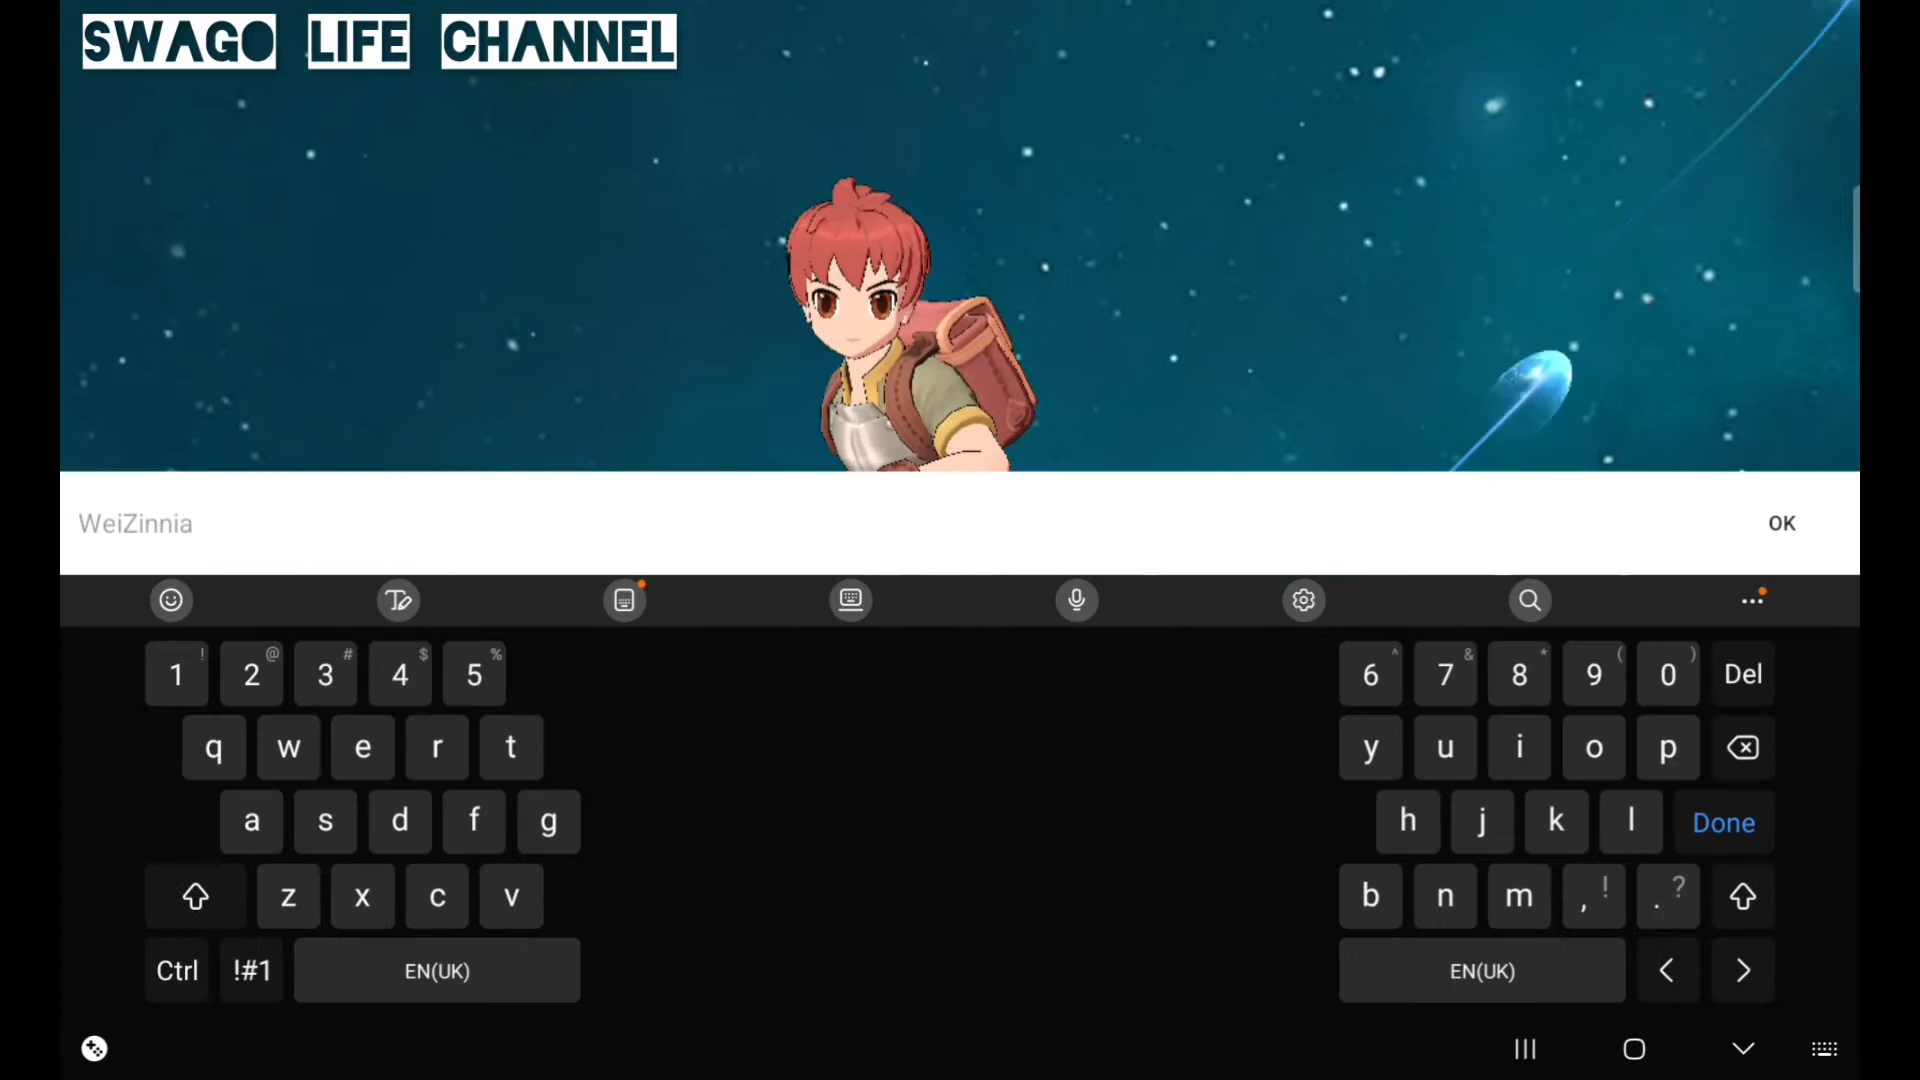 SWAGO LIFE CHANNEL
WeiZinnia OK
1 ! 2 @ 3 # 4 $ 5 % 6 ^ 7 & 8 * 9 ( 0 ) Del
q w e r t y u i o p
a s d f g h j k l Done
z x c v b n m , ! . ?
Ctrl !#1 EN(UK) EN(UK) < >